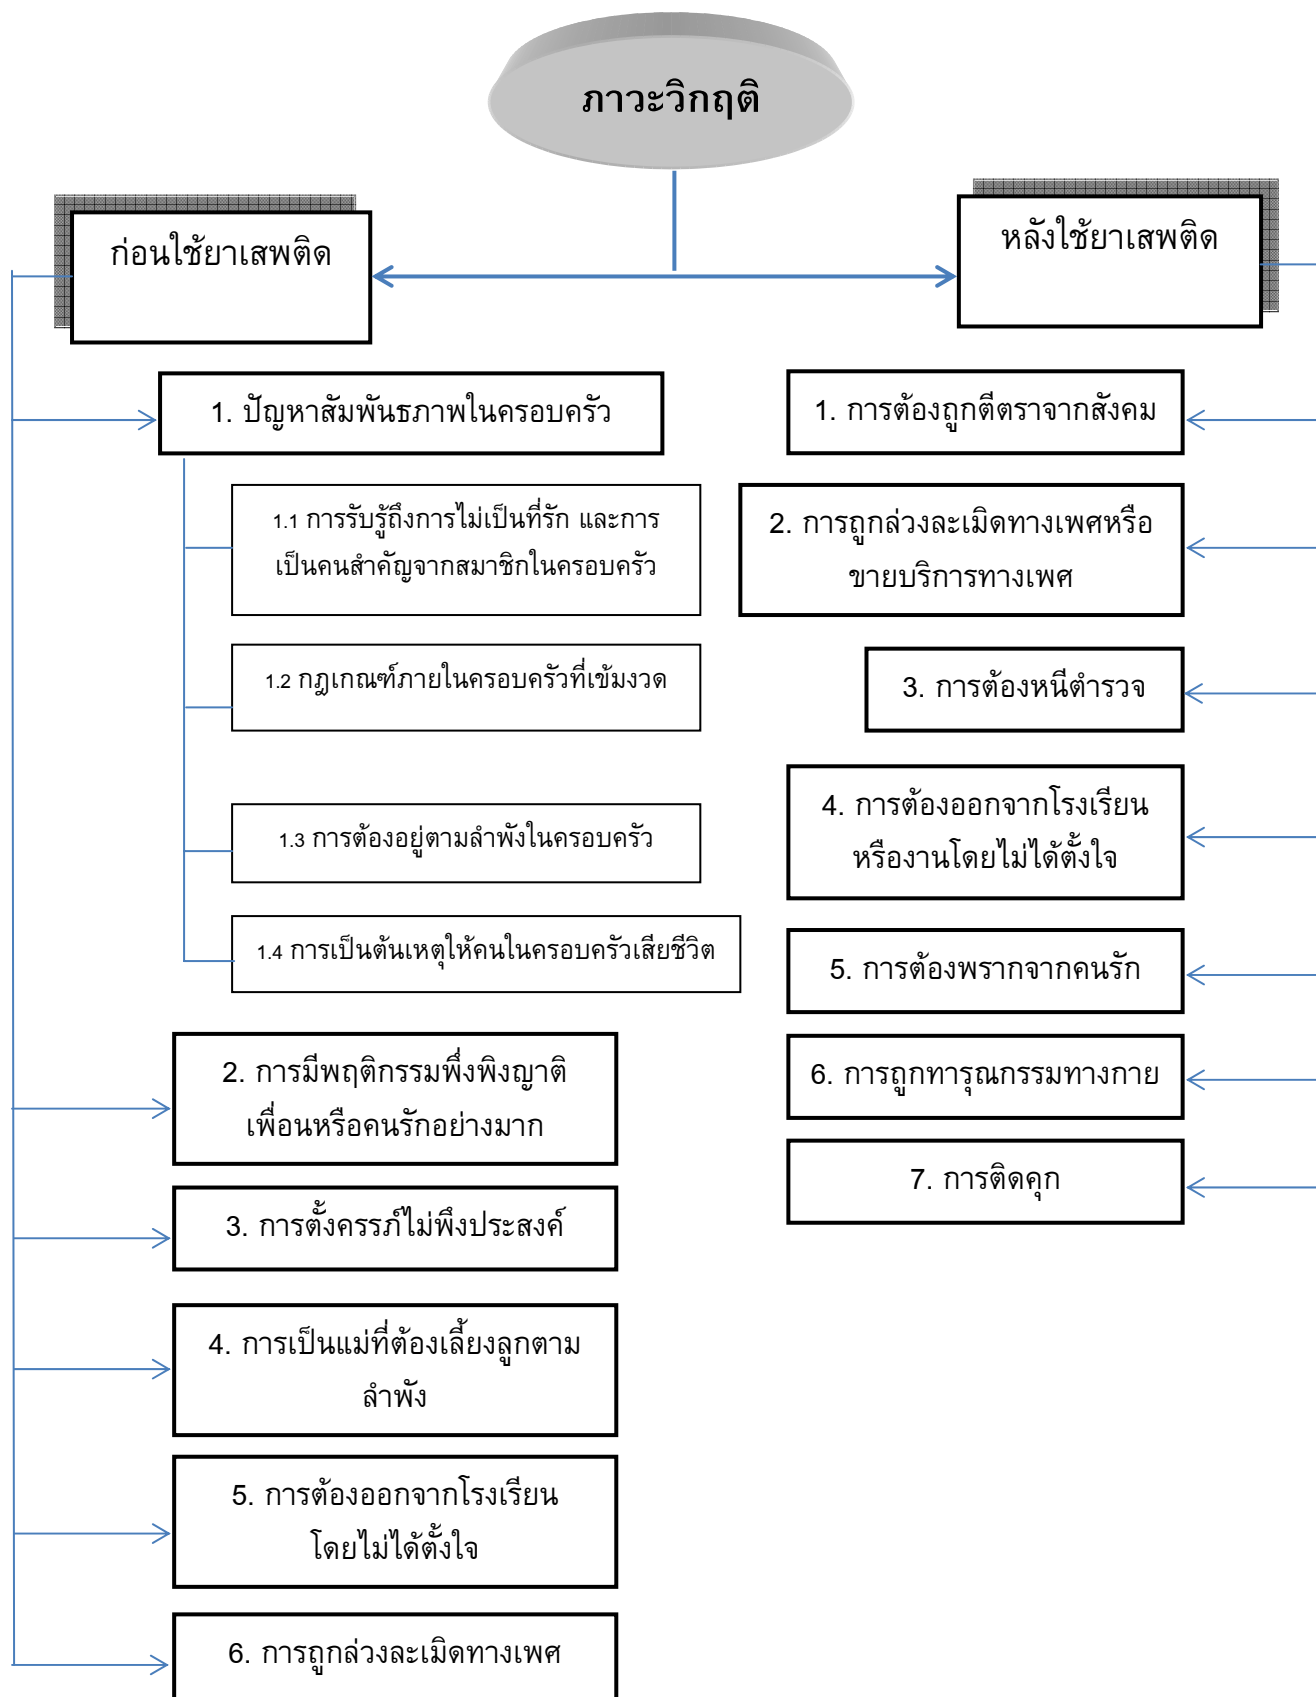 ภาวะวิกฤติ
ก่อนใช้ยาเสพติด
หลังใช้ยาเสพติด
1. ปัญหาสัมพันธภาพในครอบครัว
1.1 การรับรู้ถึงการไม่เป็นที่รัก และการ
เป็นคนสำคัญจากสมาชิกในครอบครัว
1.2 กฎเกณฑ์ภายในครอบครัวที่เข้มงวด
1.3 การต้องอยู่ตามลำพังในครอบครัว
1.4 การเป็นต้นเหตุให้คนในครอบครัวเสียชีวิต
2. การมีพฤติกรรมพึ่งพิงญาติ
เพื่อนหรือคนรักอย่างมาก
3. การตั้งครรภ์ไม่พึงประสงค์
4. การเป็นแม่ที่ต้องเลี้ยงลูกตาม
ลำพัง
5. การต้องออกจากโรงเรียน
โดยไม่ได้ตั้งใจ
6. การถูกล่วงละเมิดทางเพศ
1. การต้องถูกตีตราจากสังคม
2. การถูกล่วงละเมิดทางเพศหรือ
ขายบริการทางเพศ
3. การต้องหนีตำรวจ
4. การต้องออกจากโรงเรียน
หรืองานโดยไม่ได้ตั้งใจ
5. การต้องพรากจากคนรัก
6. การถูกทารุณกรรมทางกาย
7. การติดคุก